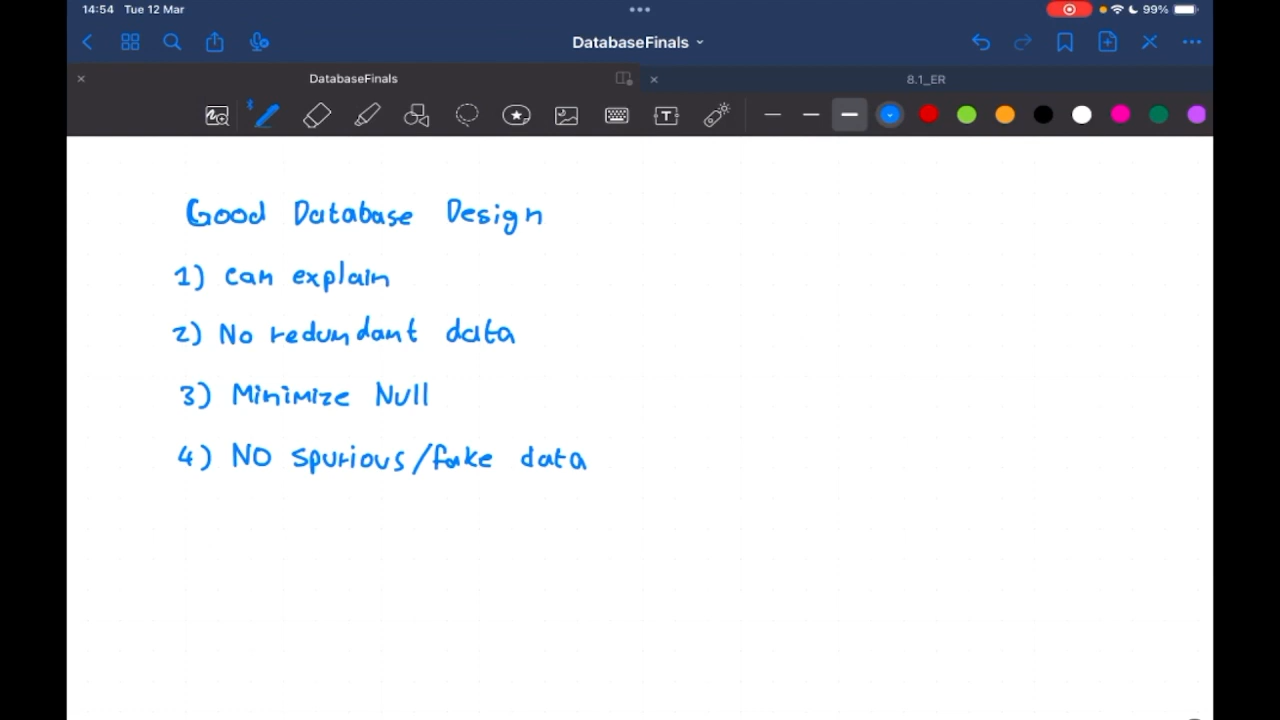 14:54 Tue 12 Mar
99%
DatabaseFinals
DatabaseFinals
8.1_ER
Good Database Design
1) can explain
2) No redundant data
3) Minimize Null
4) NO spurious/fake data